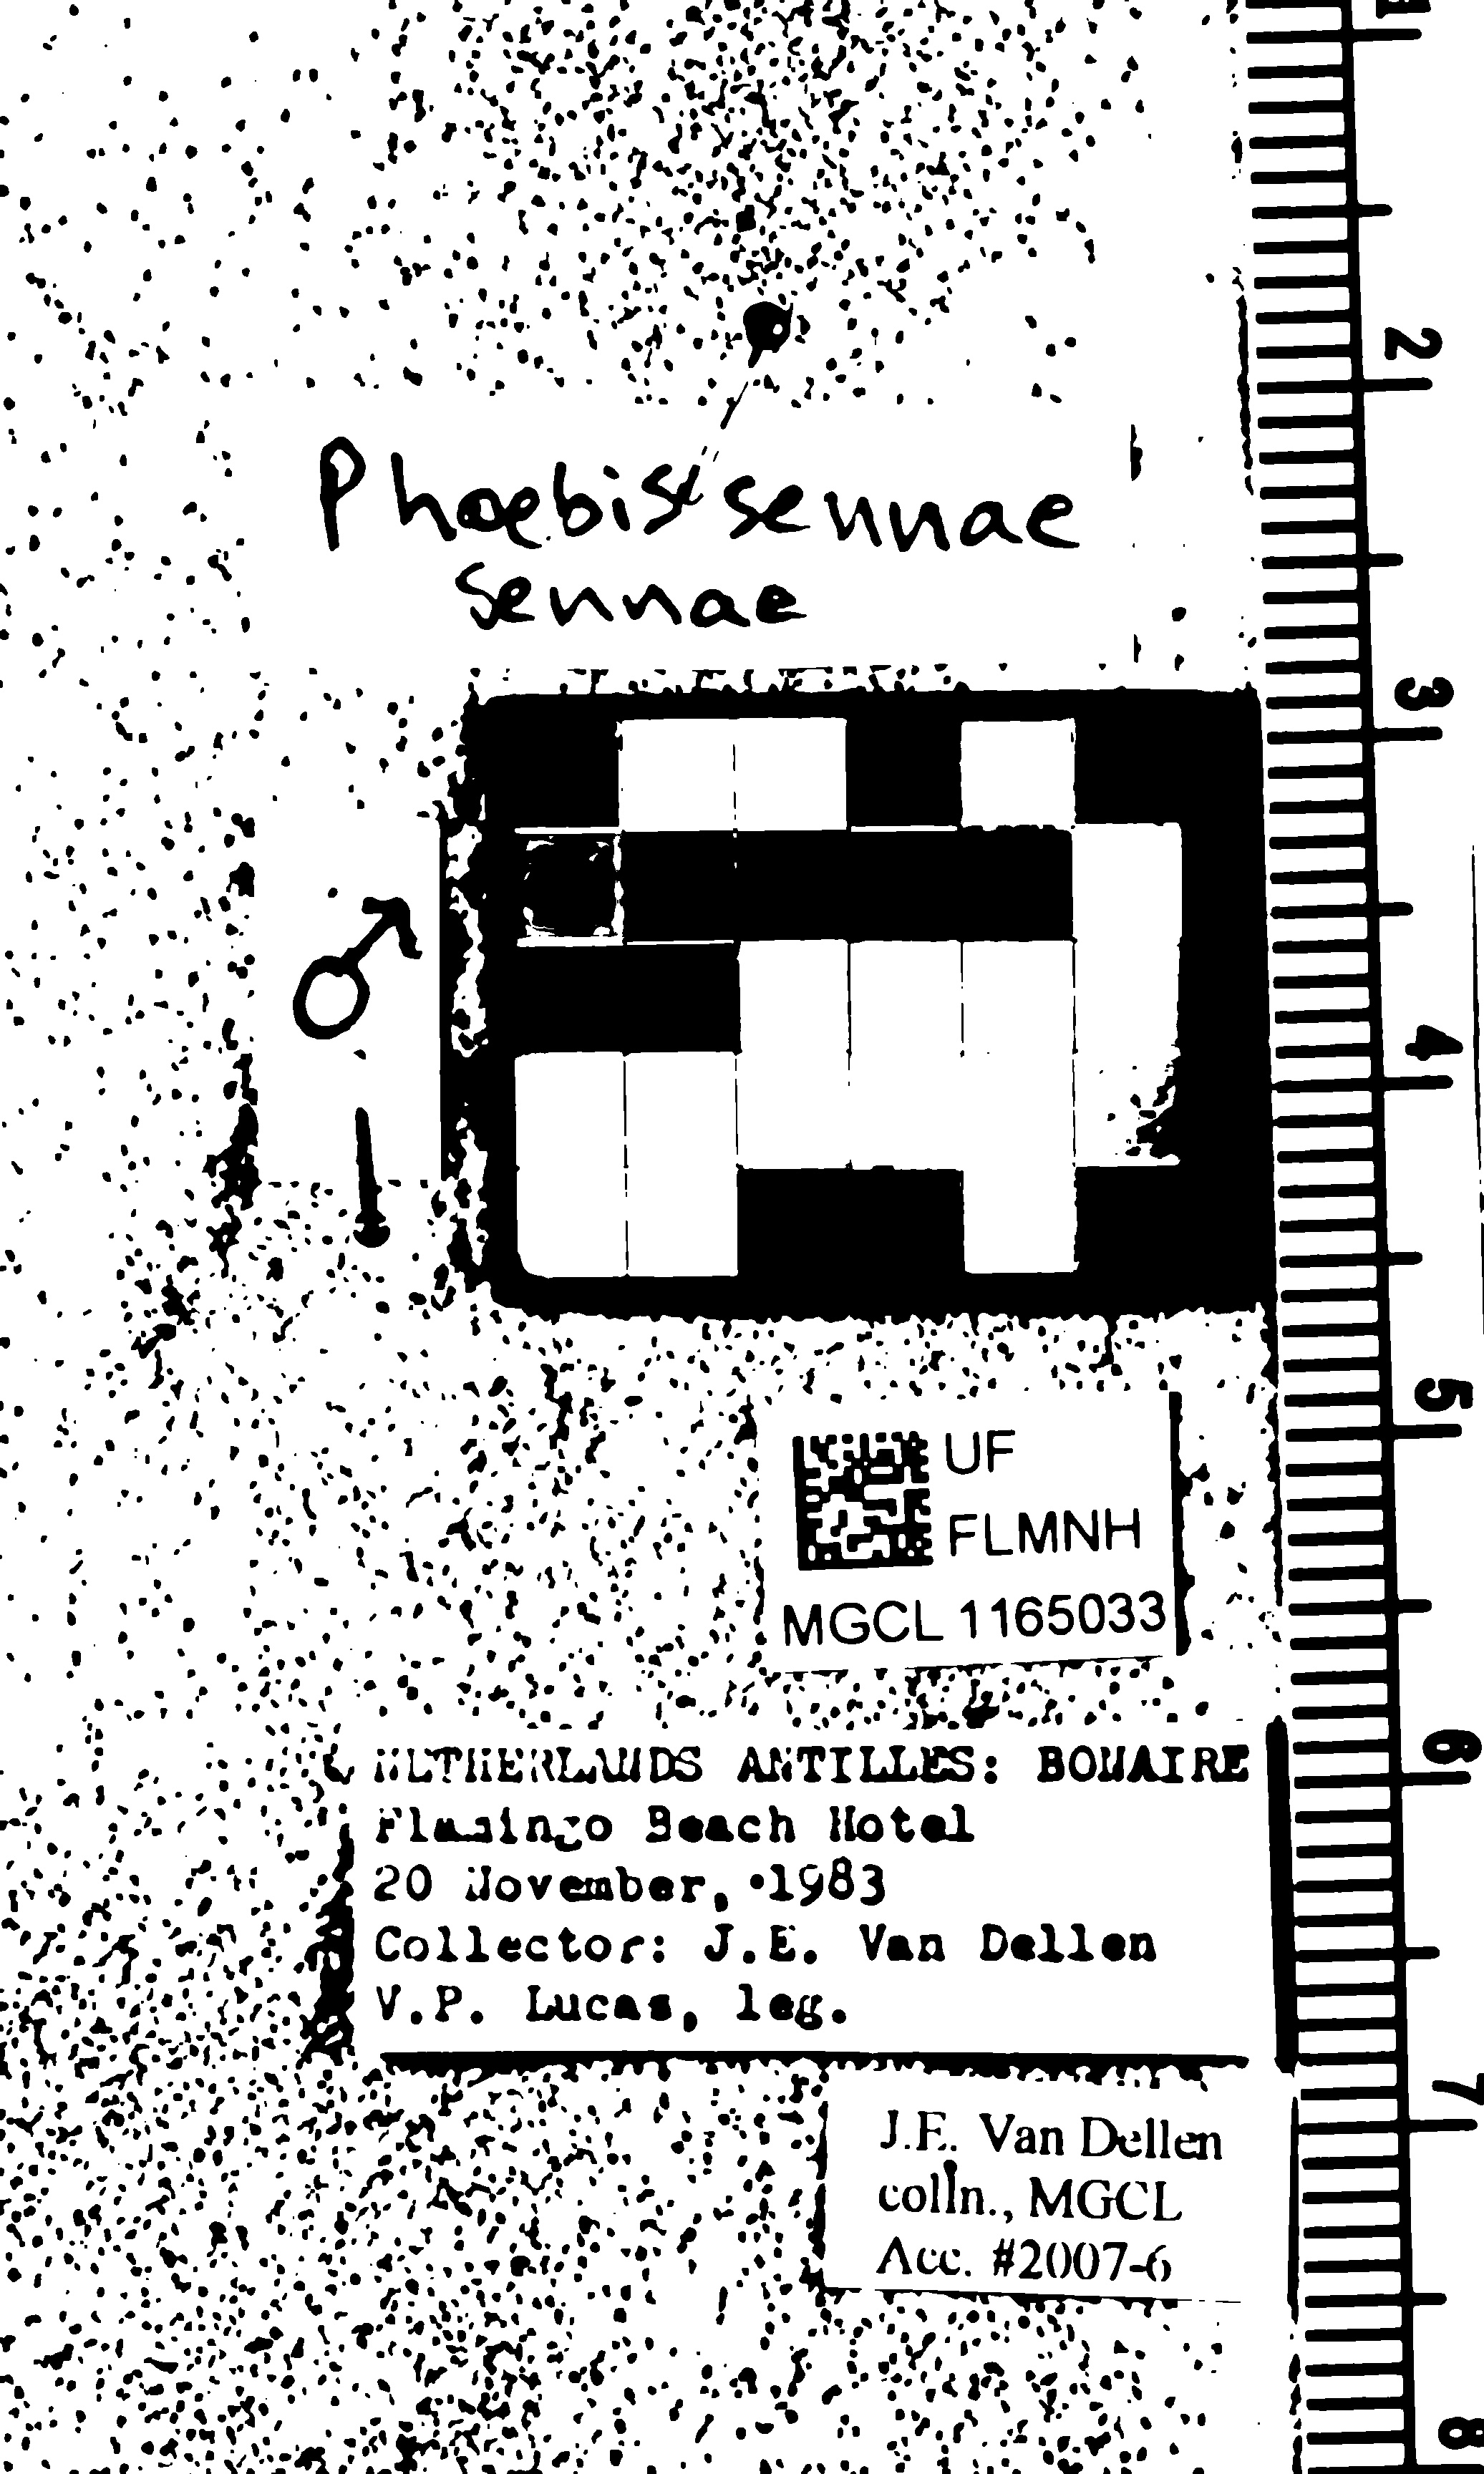 Phoebis sennae
sennae
♂
UF
FLMNH
MGCL 1165033
NETHERLANDS ANTILLES: BONAIRE
Flamingo Beach Hotel
20 November, 1983
Collector: J.E. Van Dellen
V.P. Lucas, leg.
J.E. Van Dellen
colln., MGCL
Acc. #2007-6
2
3
4
5
6
7
8